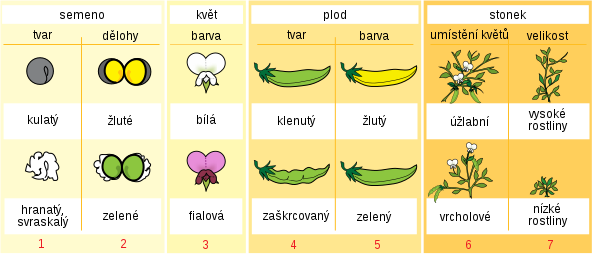 semeno květ plod stonek
tvar dělohy barva tvar barva umístění květů velikost
kulatý žluté bílá klenutý žlutý úžlabní vysoké rostliny
hranatý, svraskalý zelené fialová zaškrcovaný zelený vrcholové nízké rostliny
1 2 3 4 5 6 7